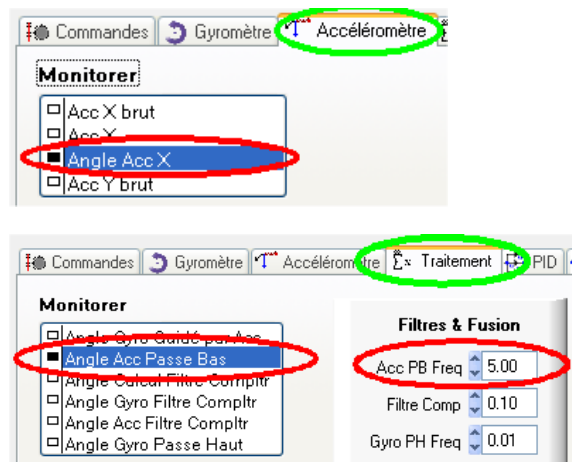 Commandes Gyromètre Accéléromètre
Monitorer
Acc X brut
Acc X
Angle Acc X
Acc Y brut
Commandes Gyromètre Accéléromètre Σx Traitement PID
Monitorer
Filtres & Fusion
Angle Gyro Guidé par Acc
Angle Acc Passe Bas
Acc PB Freq 5.00
Angle Calcul Filtre Compltr
Angle Gyro Filtre Compltr
Filtre Comp 0.10
Angle Acc Filtre Compltr
Angle Gyro Passe Haut
Gyro PH Freq 0.01